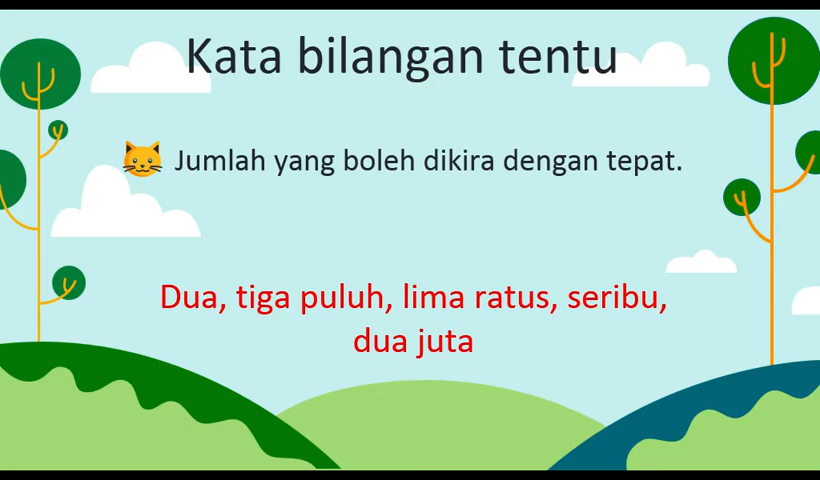 Kata bilangan tentu
Jumlah yang boleh dikira dengan tepat.
Dua, tiga puluh, lima ratus, seribu,
dua juta